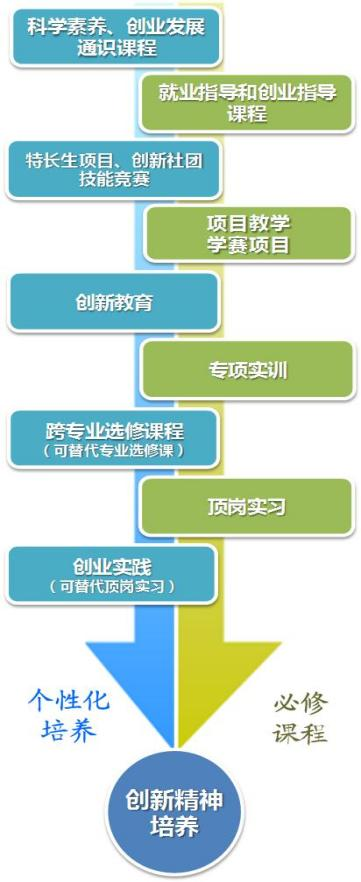 科学素养、创业发展
通识课程
就业指导和创业指导
课程
特长生项目、创新社团
技能竞赛
项目教学
学赛项目
创新教育
专项实训
跨专业选修课程
（可替代专业选修课）
顶岗实习
创业实践
（可替代顶岗实习）
个性化
培养
必修
课程
创新精神
培养